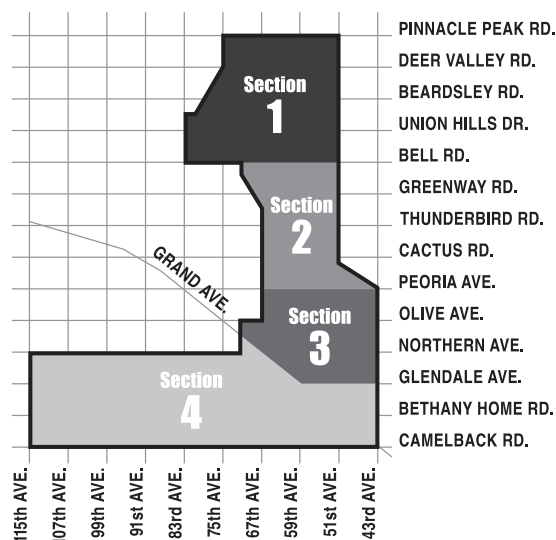 PINNACLE PEAK RD.
DEER VALLEY RD.
BEARDSLEY RD.
UNION HILLS DR.
BELL RD.
GREENWAY RD.
THUNDERBIRD RD.
CACTUS RD.
PEORIA AVE.
OLIVE AVE.
NORTHERN AVE.
GLENDALE AVE.
BETHANY HOME RD.
CAMELBACK RD.
Section
1
Section
2
GRAND AVE.
Section
3
Section
4
115th AVE.
107th AVE.
99th AVE.
91st AVE.
83rd AVE.
75th AVE.
67th AVE.
59th AVE.
51st AVE.
43rd AVE.